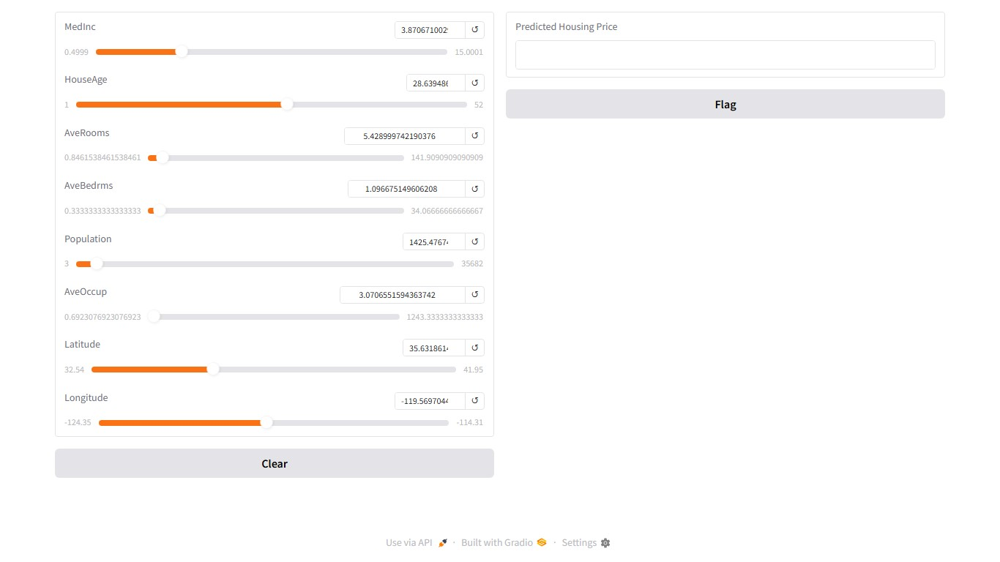 MedInc
3.870671002
0.4999
15.0001
HouseAge
28.639486
1
52
AveRooms
5.428999742190376
0.8461538461538461
141.9090909090909
AveBedrms
1.096675149606208
0.3333333333333333
34.06666666666667
Population
1425.4767
3
35682
AveOccup
3.0706551594363742
0.6923076923076923
1243.3333333333333
Latitude
35.631861
32.54
41.95
Longitude
-119.569704
-124.35
-114.31
Clear
Predicted Housing Price
Flag
Use via API · Built with Gradio · Settings